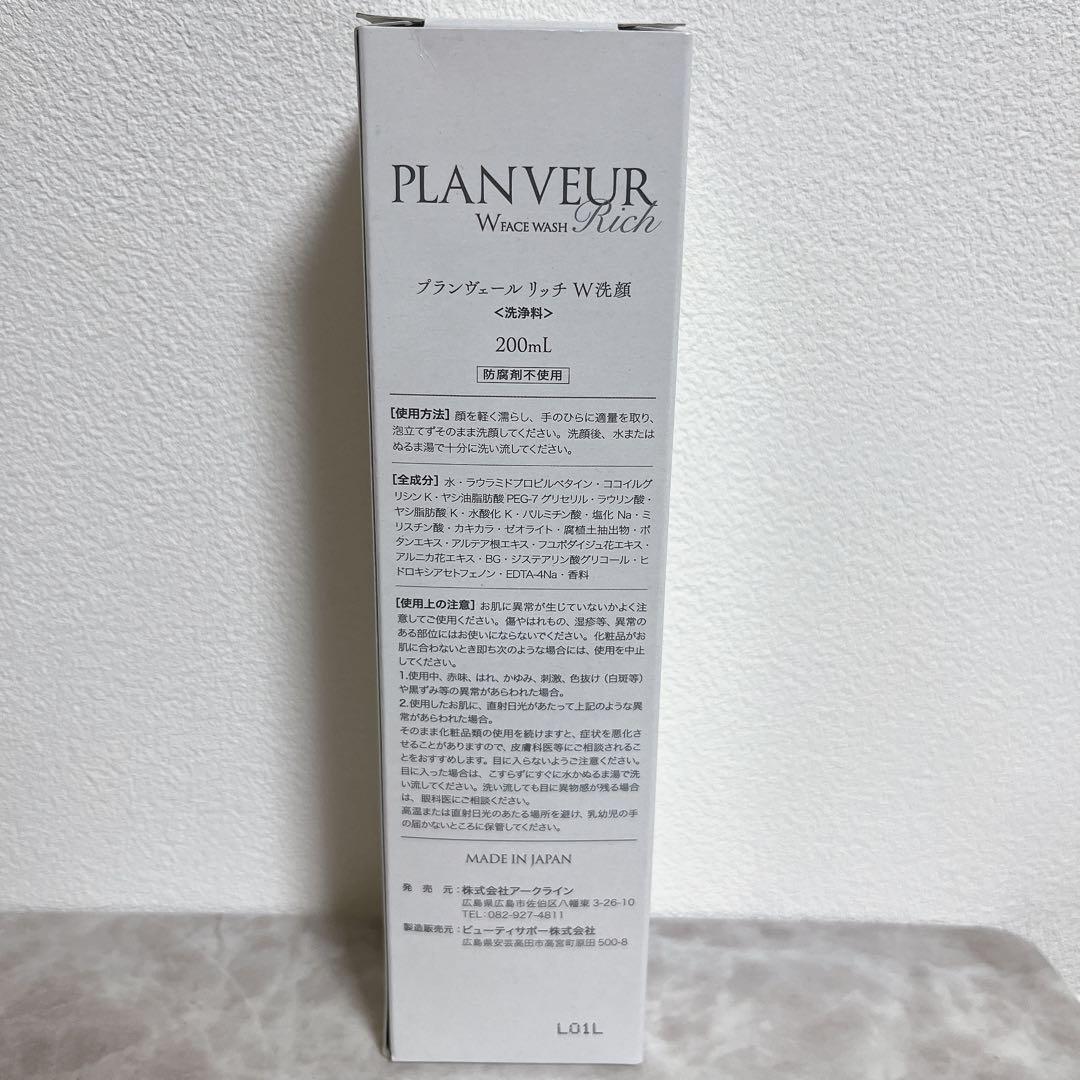 PLANVEUR
W FACE WASH Rich
プランヴェール リッチ W洗顔
<洗浄料>
200mL
防腐剤不使用
[使用方法] 顔を軽く濡らし、手のひらに適量を取り、
泡立てずそのまま洗顔してください。洗顔後、水または
ぬるま湯で十分に洗い流してください。
[全成分] 水・ラウラミドプロピルベタイン・ココイルグ
リシンK・ヤシ油脂肪酸 PEG-7 グリセリル・ラウリン酸・
ヤシ脂肪酸 K・水酸化 K・パルミチン酸・塩化 Na・ミ
リスチン酸・カキカラ・ゼオライト・腐植土抽出物・ボ
タンエキス・アルテア根エキス・フユボダイジュ花エキス・
アルニカ花エキス・BG・ジステアリン酸グリコール・ヒ
ドロキシアセトフェノン・EDTA-4Na・香料
[使用上の注意] お肌に異常が生じていないかよく注
意してご使用ください。傷やはれもの、湿疹等、異常の
ある部位にはお使いにならないでください。化粧品がお
肌に合わないとき即ち次のような場合には、使用を中止
してください。
1.使用中、赤味、はれ、かゆみ、刺激、色抜け（白斑等）
や黒ずみ等の異常があらわれた場合。
2.使用したお肌に、直射日光があたって上記のような異
常があらわれた場合。
そのまま化粧品類の使用を続けますと、症状を悪化さ
せることがありますので、皮膚科医等にご相談されるこ
とをおすすめします。目に入らないようご注意ください。
目に入った場合は、こすらずにすぐに水かぬるま湯で洗
い流してください。洗い流しても目に異物感が残る場合
は、眼科医にご相談ください。
高温または直射日光のあたる場所を避け、乳幼児の手
の届かないところに保管してください。
MADE IN JAPAN
発売元：株式会社アークライン
広島県広島市佐伯区八幡東 3-26-10
TEL：082-927-4811
製造販売元：ビューティサポー株式会社
広島県安芸高田市高宮町原田 500-8
L01L